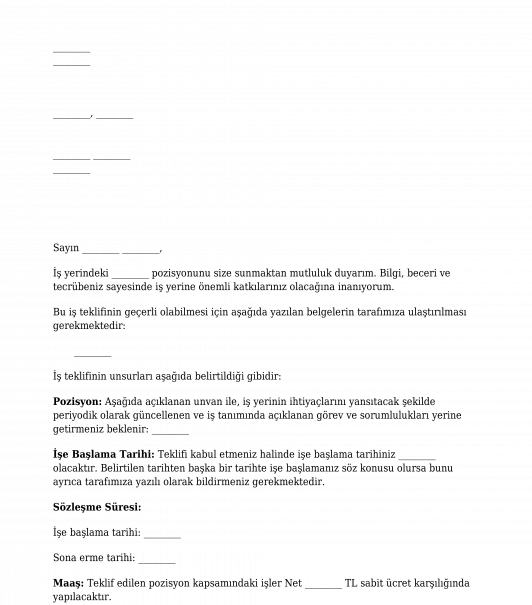 ________
________
________, ________
________ ________
________
Sayın ________ ________,
İş yerindeki ________ pozisyonunu size sunmaktan mutluluk duyarım. Bilgi, beceri ve
tecrübeniz sayesinde iş yerine önemli katkılarınız olacağına inanıyorum.
Bu iş teklifinin geçerli olabilmesi için aşağıda yazılan belgelerin tarafımıza ulaştırılması
gerekmektedir:
________
İş teklifinin unsurları aşağıda belirtildiği gibidir:
Pozisyon: Aşağıda açıklanan unvan ile, iş yerinin ihtiyaçlarını yansıtacak şekilde
periyodik olarak güncellenen ve iş tanımında açıklanan görev ve sorumlulukları yerine
getirmeniz beklenir: ________
İşe Başlama Tarihi: Teklifi kabul etmeniz halinde işe başlama tarihiniz ________
olacaktır. Belirtilen tarihten başka bir tarihte işe başlamanız söz konusu olursa bunu
ayrıca tarafımıza yazılı olarak bildirmeniz gerekmektedir.
Sözleşme Süresi:
İşe başlama tarihi: ________
Sona erme tarihi: ________
Maaş: Teklif edilen pozisyon kapsamındaki işler Net ________ TL sabit ücret karşılığında
yapılacaktır.